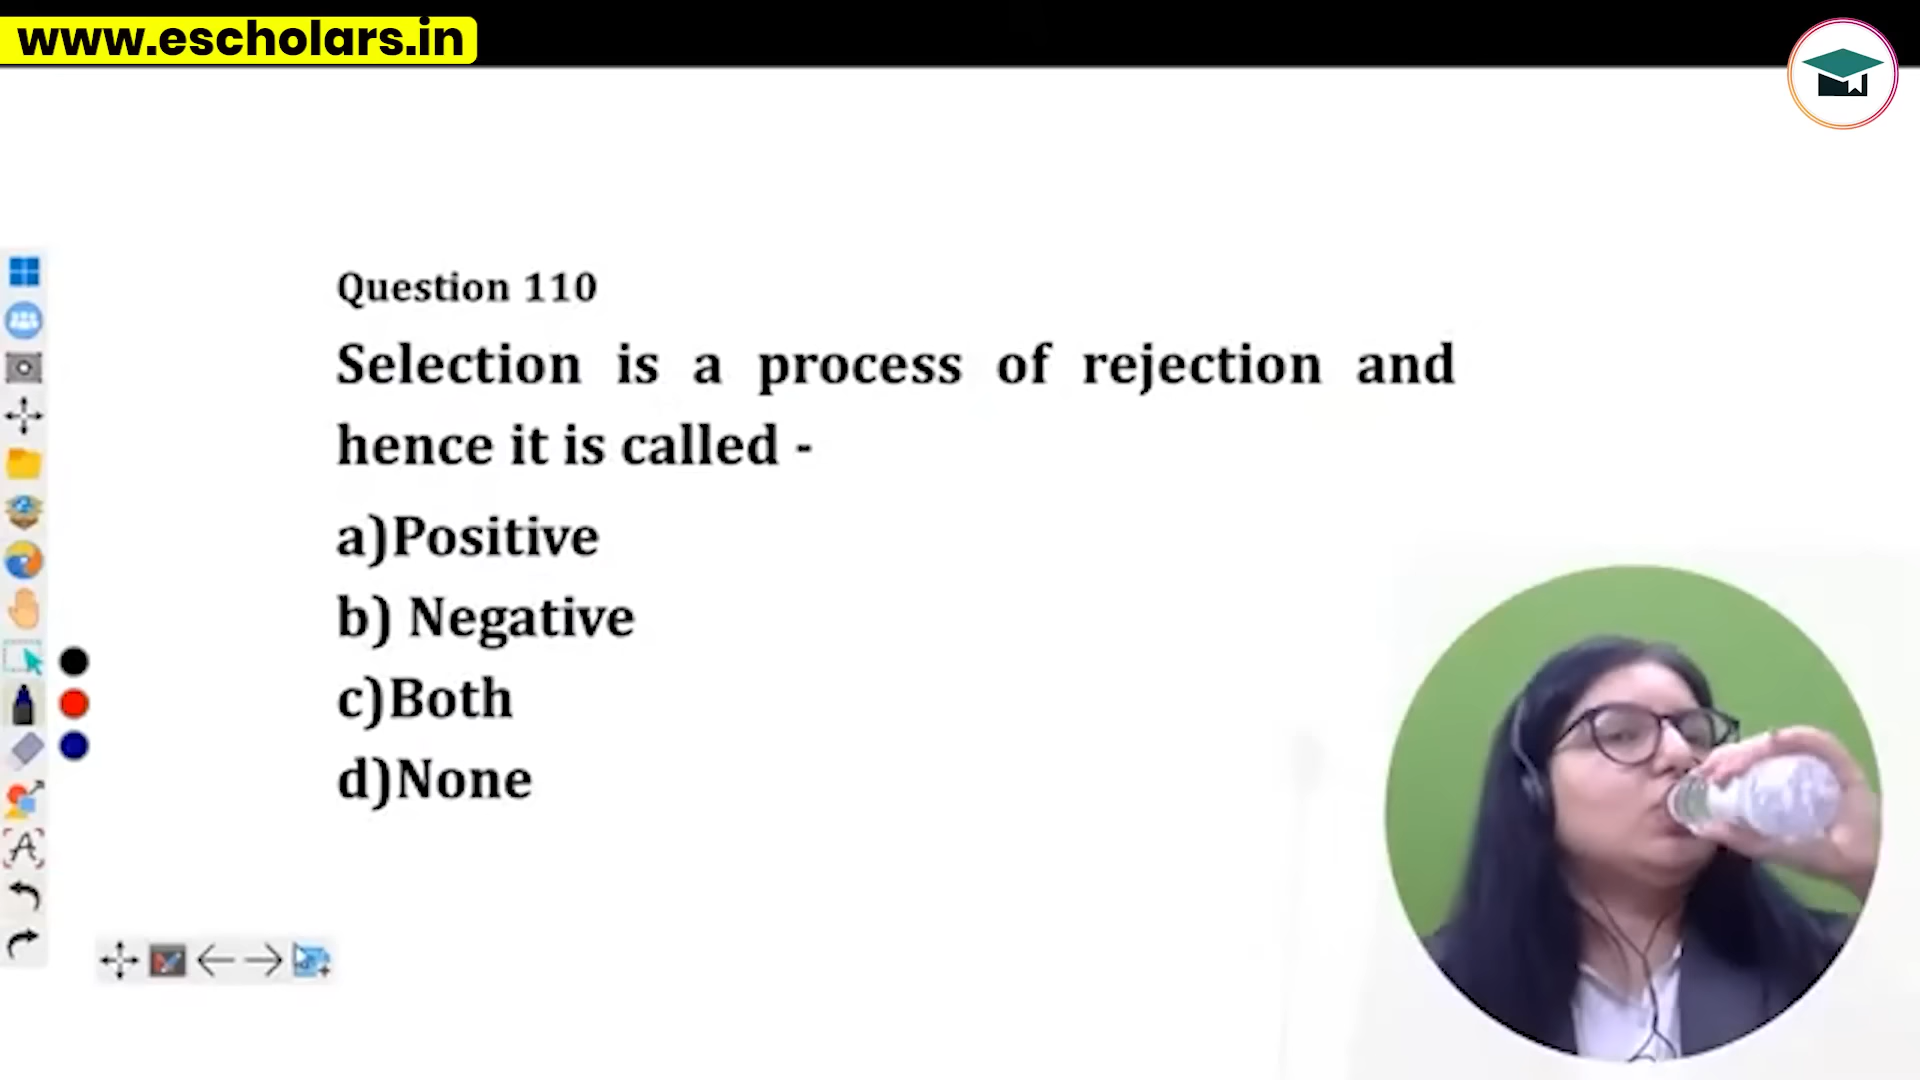 www.escholars.in
Question 110
Selection is a process of rejection and
hence it is called -
a)Positive
b) Negative
c)Both
d)None